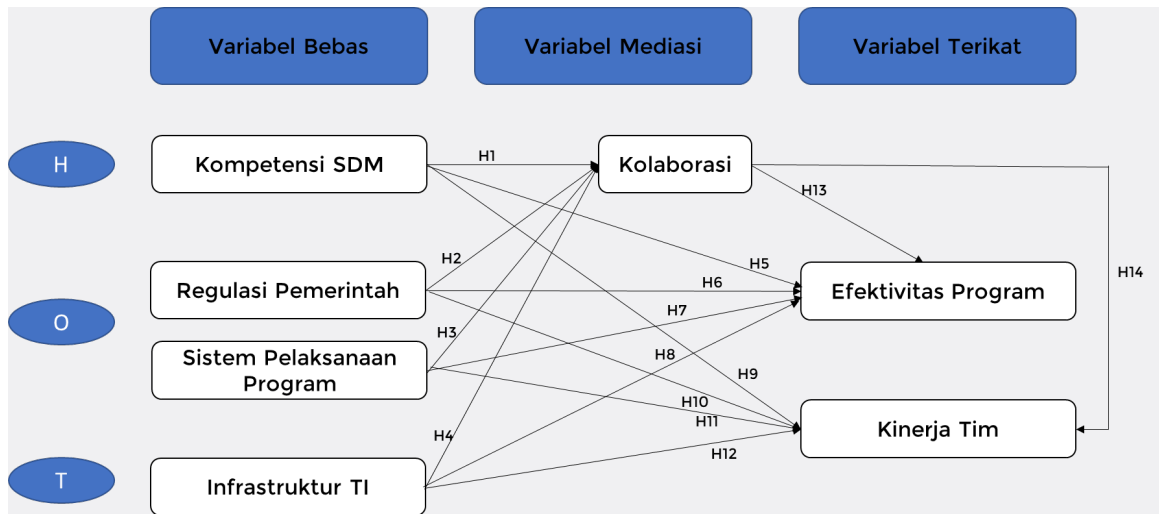 Variabel Bebas
Variabel Mediasi
Variabel Terikat
H
Kompetensi SDM
H1
Kolaborasi
H13
H2
H5
H14
Regulasi Pemerintah
H6
Efektivitas Program
O
H7
H3
Sistem Pelaksanaan
Program
H8
H9
H10
H11
Kinerja Tim
H4
H12
T
Infrastruktur TI